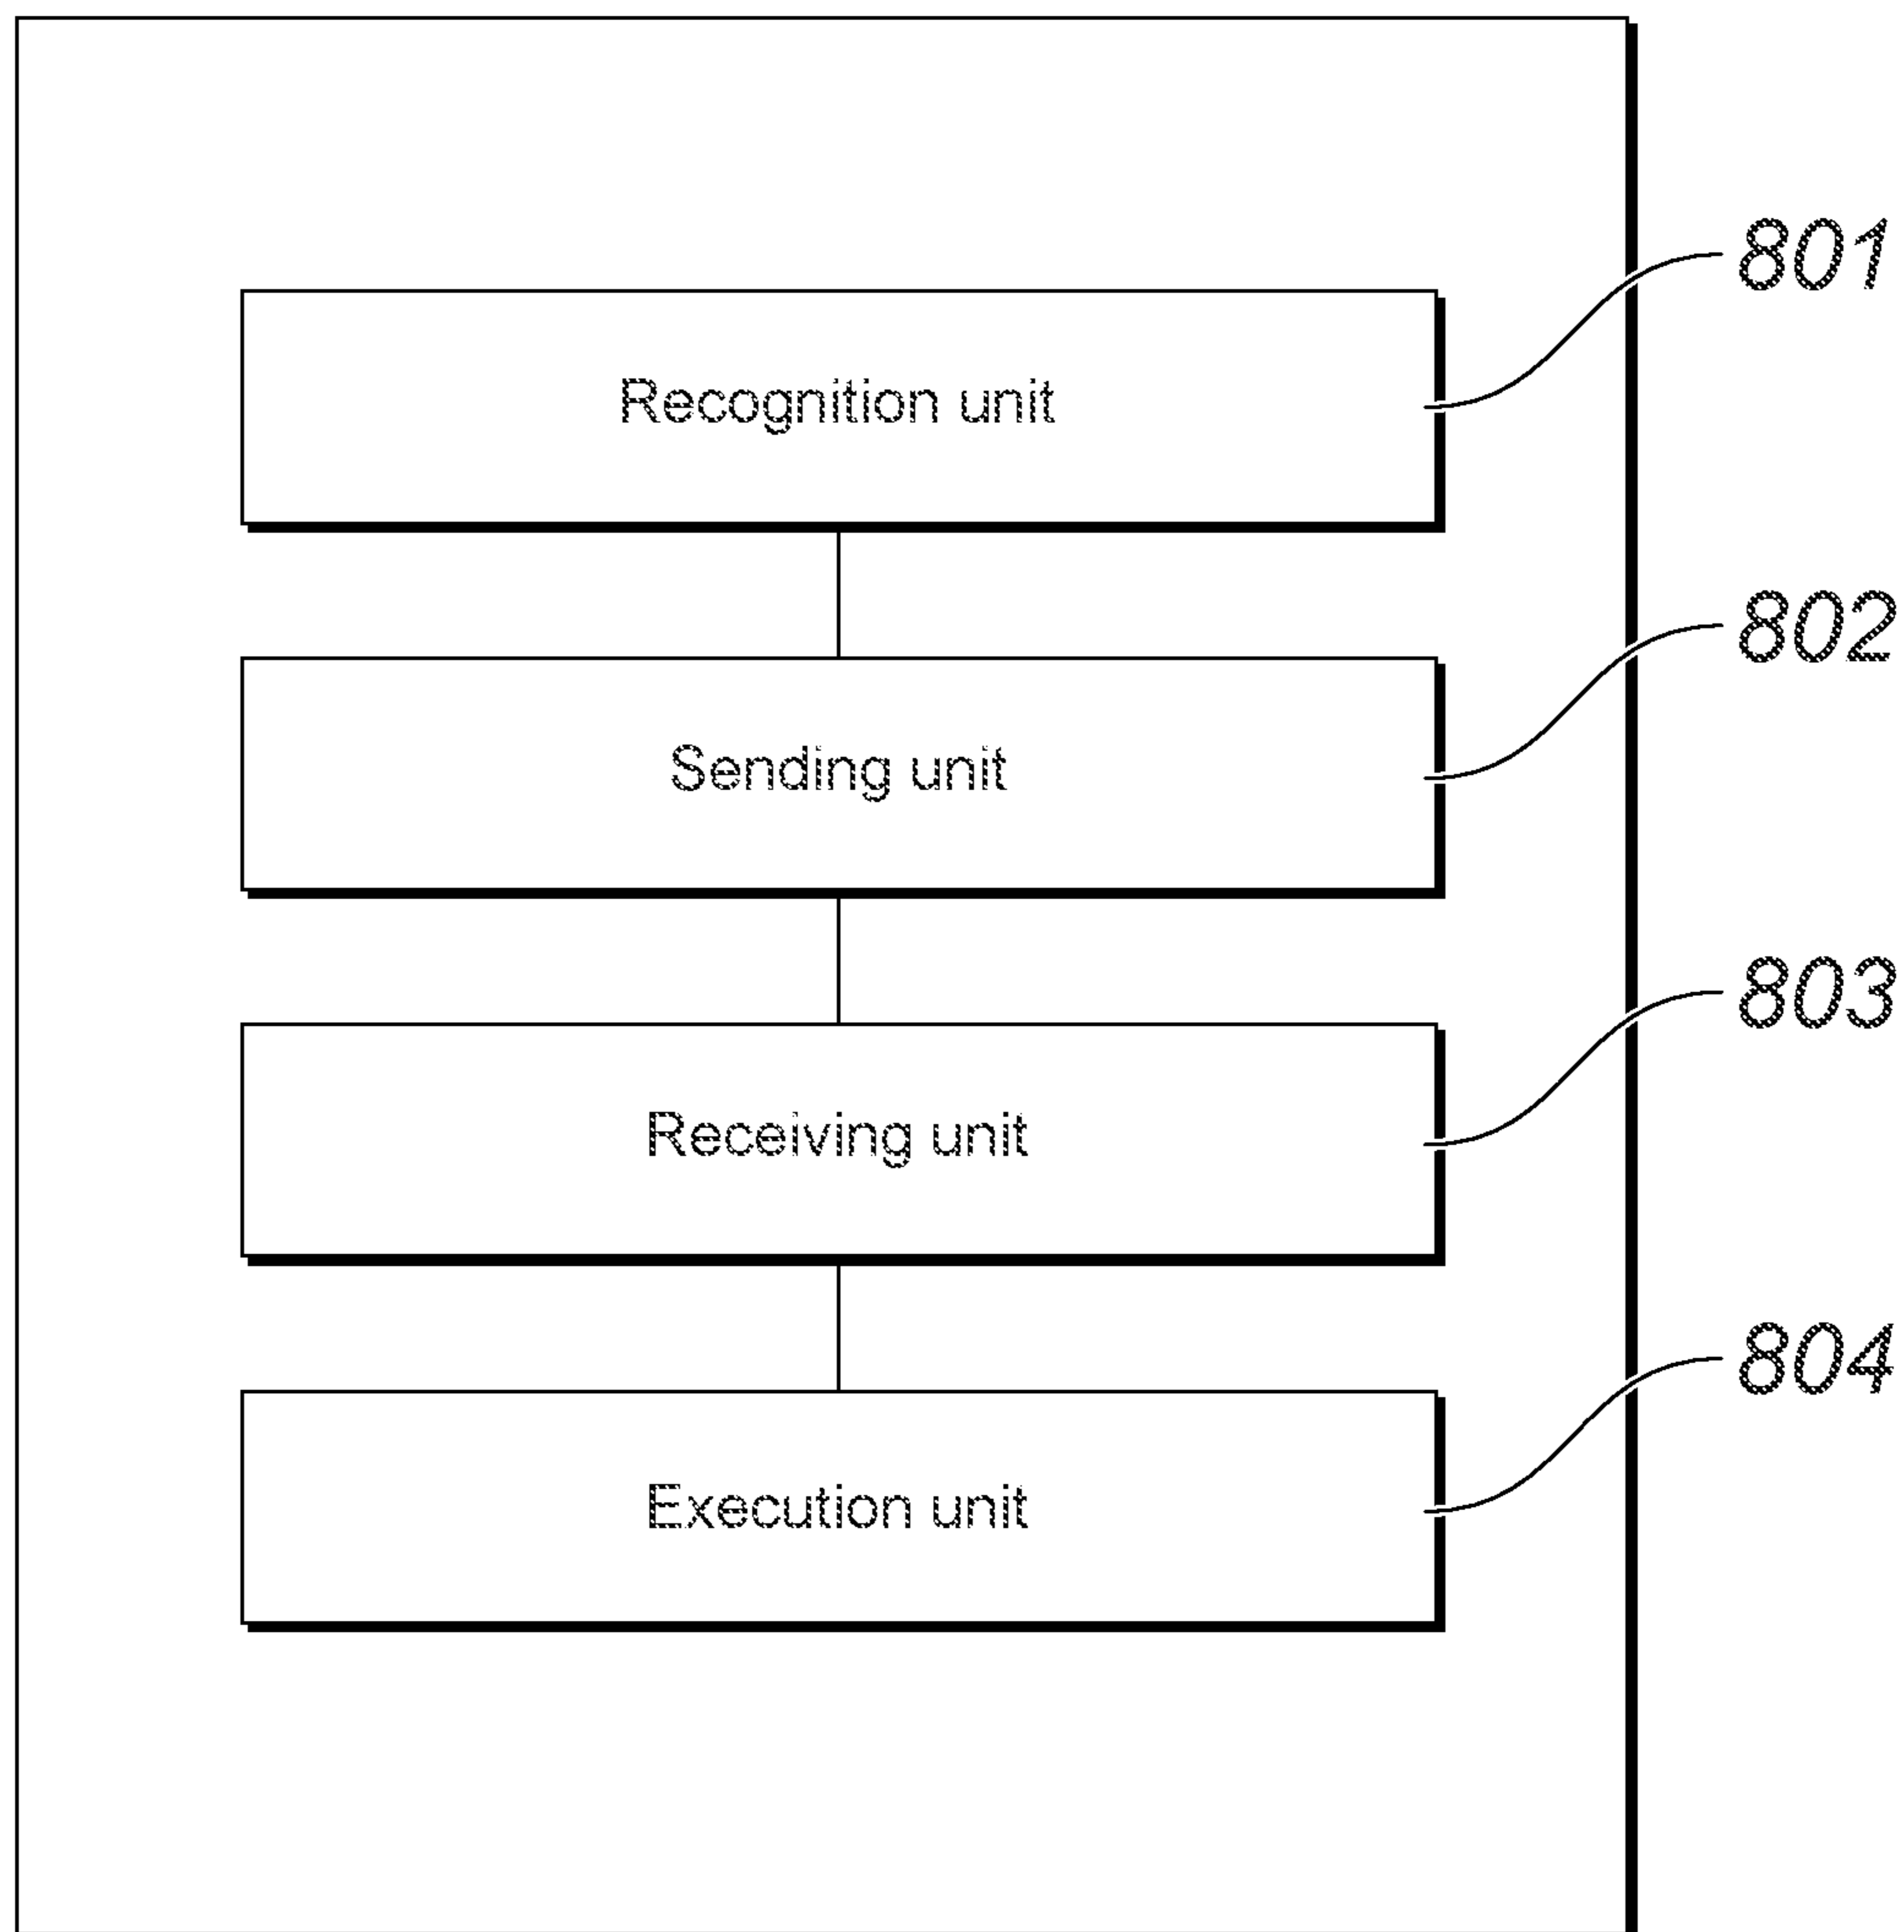 801
Recognition unit
802
Sending unit
803
Receiving unit
804
Execution unit